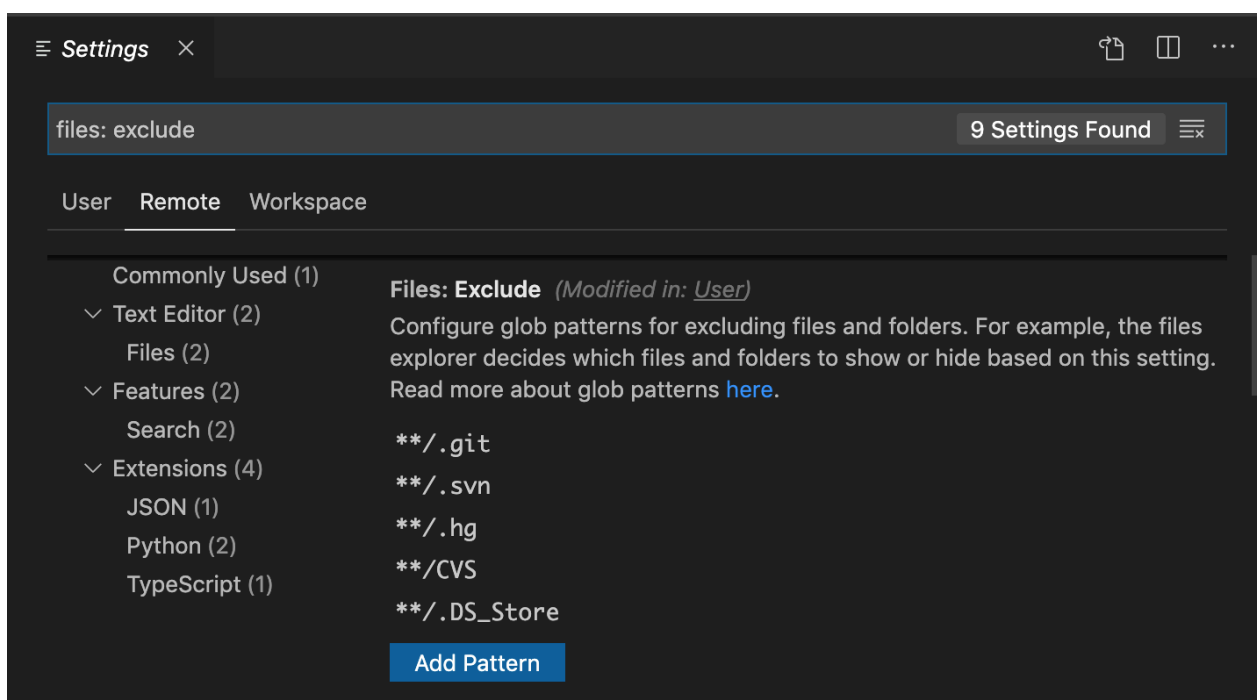 Settings
files: exclude
9 Settings Found
User Remote Workspace
Commonly Used (1)
Text Editor (2)
Files (2)
Features (2)
Search (2)
Extensions (4)
JSON (1)
Python (2)
TypeScript (1)
Files: Exclude (Modified in: User)
Configure glob patterns for excluding files and folders. For example, the files
explorer decides which files and folders to show or hide based on this setting.
Read more about glob patterns here.
**/.git
**/.svn
**/.hg
**/CVS
**/.DS_Store
Add Pattern